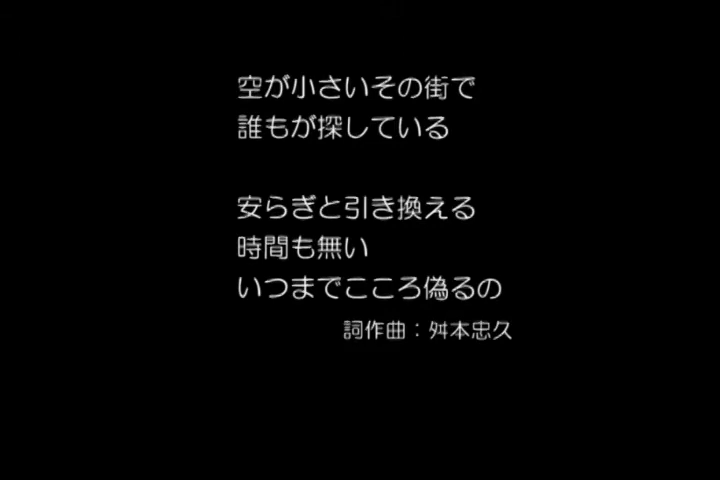 空が小さいその街で
誰もが探している
安らぎと引き換える
時間も無い
いつまでこころ偽るの
詞作曲：舛本忠久